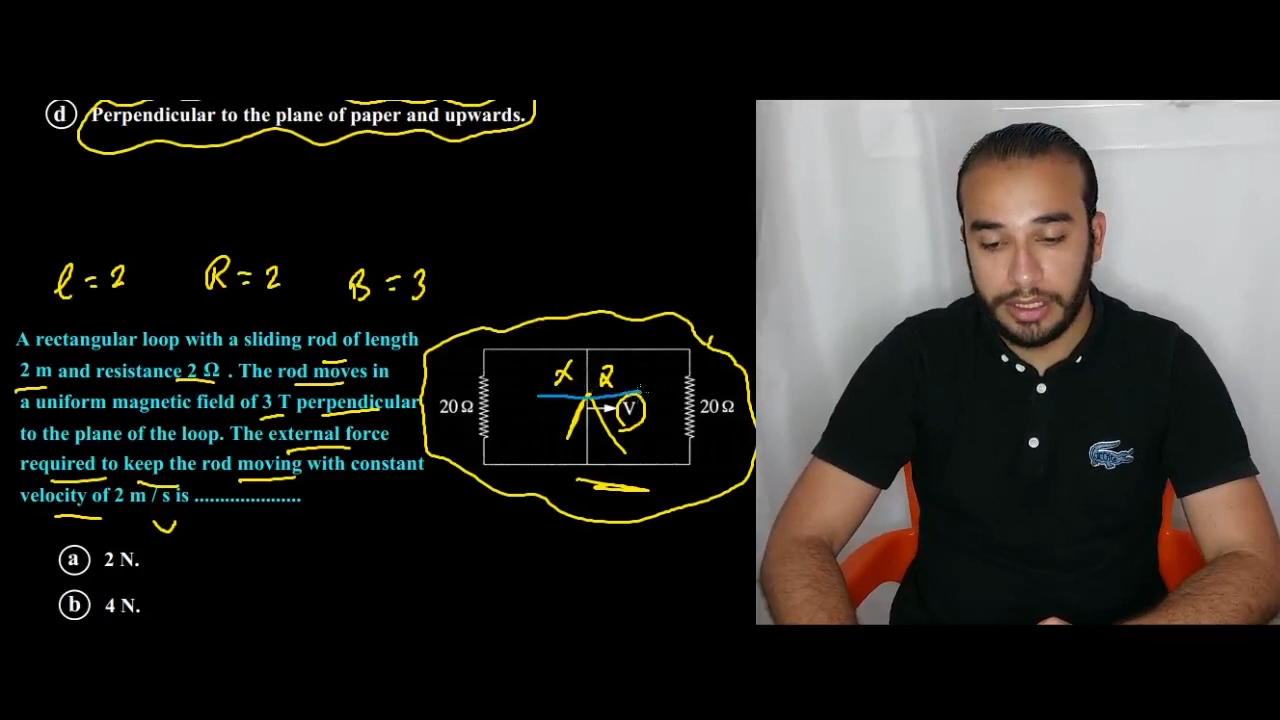 d Perpendicular to the plane of paper and upwards.
l = 2 R = 2 B = 3
A rectangular loop with a sliding rod of length
2 m and resistance 2 Ω . The rod moves in
a uniform magnetic field of 3 T perpendicular
to the plane of the loop. The external force
required to keep the rod moving with constant
velocity of 2 m / s is .....................
20 Ω
2
V
20 Ω
a 2 N.
b 4 N.